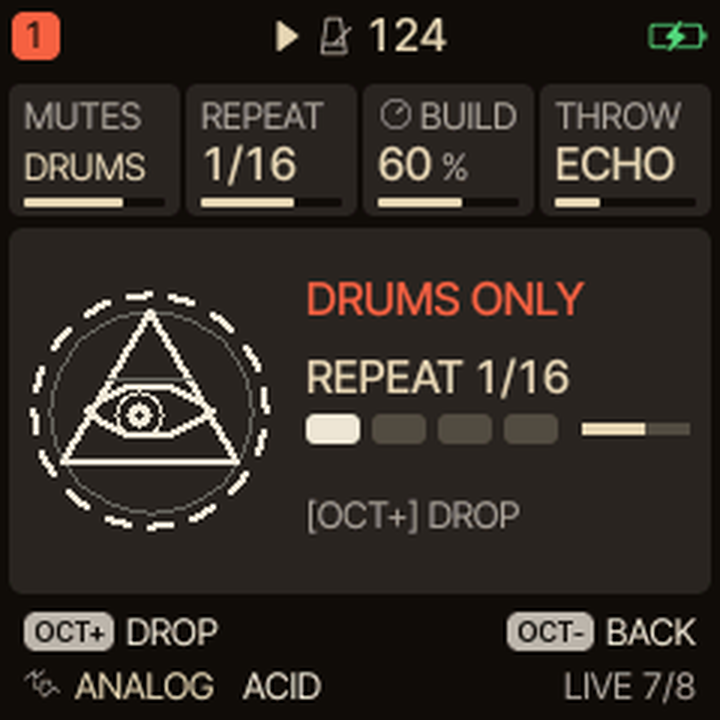 1 124
MUTES REPEAT BUILD THROW
DRUMS 1/16 60 % ECHO
DRUMS ONLY
REPEAT 1/16
[OCT+] DROP
OCT+ DROP OCT- BACK
ANALOG ACID LIVE 7/8